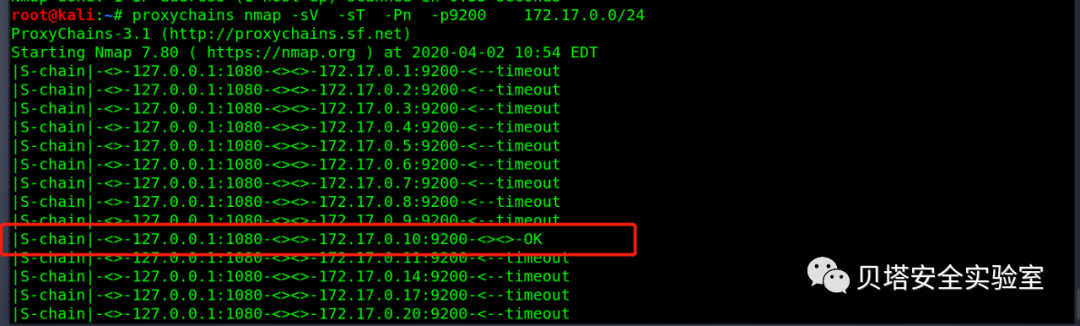 root@kali:~# proxychains nmap -sV  -sT  -Pn  -p9200    172.17.0.0/24
ProxyChains-3.1 (http://proxychains.sf.net)
Starting Nmap 7.80 ( https://nmap.org ) at 2020-04-02 10:54 EDT
|S-chain|-<>-127.0.0.1:1080-<><>-172.17.0.1:9200-<--timeout
|S-chain|-<>-127.0.0.1:1080-<><>-172.17.0.2:9200-<--timeout
|S-chain|-<>-127.0.0.1:1080-<><>-172.17.0.3:9200-<--timeout
|S-chain|-<>-127.0.0.1:1080-<><>-172.17.0.4:9200-<--timeout
|S-chain|-<>-127.0.0.1:1080-<><>-172.17.0.5:9200-<--timeout
|S-chain|-<>-127.0.0.1:1080-<><>-172.17.0.6:9200-<--timeout
|S-chain|-<>-127.0.0.1:1080-<><>-172.17.0.7:9200-<--timeout
|S-chain|-<>-127.0.0.1:1080-<><>-172.17.0.8:9200-<--timeout
|S-chain|-<>-127.0.0.1:1080-<><>-172.17.0.9:9200-<--timeout
|S-chain|-<>-127.0.0.1:1080-<><>-172.17.0.10:9200-<><>-OK
|S-chain|-<>-127.0.0.1:1080-<><>-172.17.0.11:9200-<--timeout
|S-chain|-<>-127.0.0.1:1080-<><>-172.17.0.14:9200-<--timeout
|S-chain|-<>-127.0.0.1:1080-<><>-172.17.0.17:9200-<--timeout
|S-chain|-<>-127.0.0.1:1080-<><>-172.17.0.20:9200-<--timeout
贝塔安全实验室